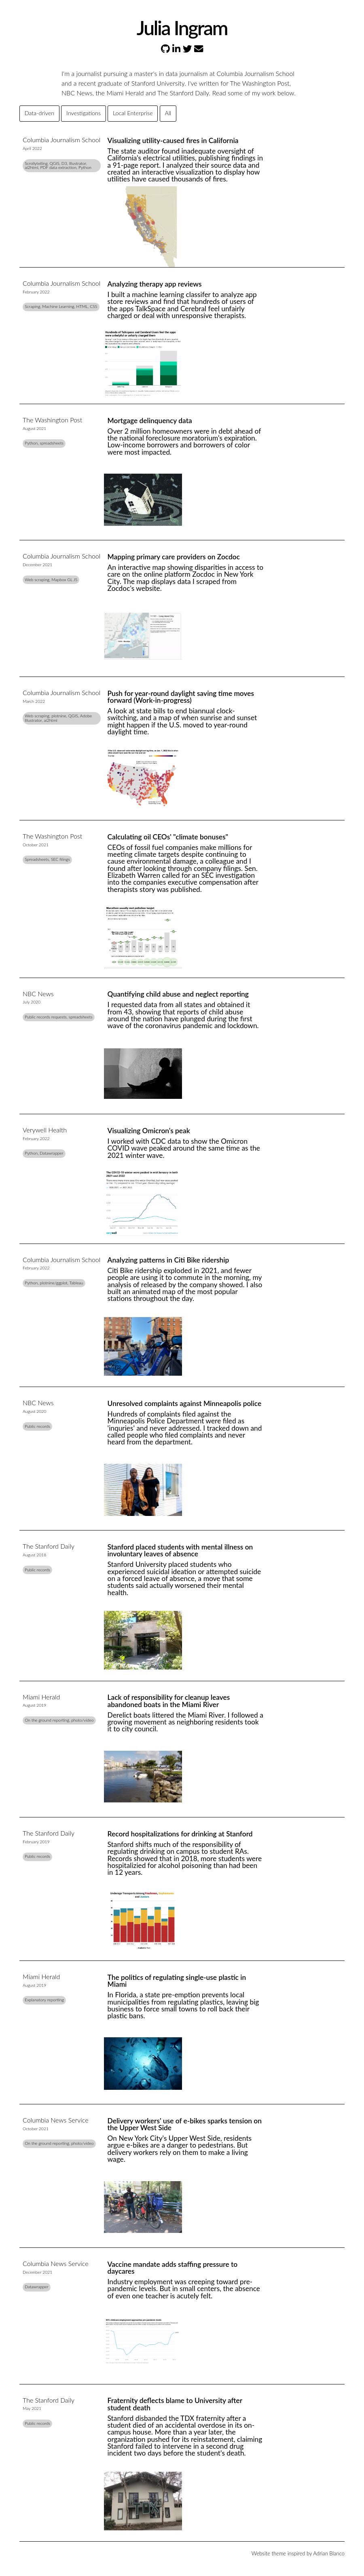 Julia Ingram
I'm a journalist pursuing a master's in data journalism at Columbia Journalism School
and a recent graduate of Stanford University. I've written for The Washington Post,
NBC News, the Miami Herald and The Stanford Daily. Read some of my work below.
Data-driven
Investigations
Local Enterprise
All
Columbia Journalism School
April 2022
Visualizing utility-caused fires in California
The state auditor found inadequate oversight of
California's electrical utilities, publishing findings in
a 91-page report. I analyzed their source data and
created an interactive visualization to display how
utilities have caused thousands of fires.
Columbia Journalism School
February 2022
Scraping, Machine Learning, HTML, CSS
Analyzing therapy app reviews
I built a machine learning classifer to analyze app
store reviews and found that hundreds of users of
the apps TalkSpace and Cerebral feel unfairly
charged or deal with unresponsive therapists.
The Washington Post
August 2021
Python, spreadsheets
Mortgage delinquency data
Over 2 million homeowners were in debt ahead of
the national foreclosure moratorium's expiration.
Low-income borrowers and borrowers of color
were most impacted.
Columbia Journalism School
December 2021
Web scraping, Mapbox GL JS
Mapping primary care providers on Zocdoc
An interactive map showing disparities in access to
care on the online platform Zocdoc in New York
City. The map displays data I scraped from
Zocdoc's website.
Columbia Journalism School
March 2022
Web scraping, plotnine, QGIS, Adobe
Illustrator, ai2html
Push for year-round daylight saving time moves
forward (Work-in-progress)
A look at state bills to end biannual clock-
switching, and a map of when sunrise and sunset
might happen if the U.S. moved to year-round
daylight time.
The Washington Post
October 2021
Spreadsheets, SEC filings
Calculating oil CEOs' "climate bonuses"
CEOs of fossil fuel companies make millions for
meeting climate targets despite continuing to
cause environmental damage, a colleague and I
found after looking through company filings. Sen.
Elizabeth Warren called for an SEC investigation
into the companies executive compensation after
therapists story was published.
NBC News
July 2020
Public records requests, spreadsheets
Quantifying child abuse and neglect reporting
I requested data from all states and obtained it
from 43, showing that reports of child abuse
around the nation have plunged during the first
wave of the coronavirus pandemic and lockdown.
Verywell Health
February 2022
Python, Datawrapper
Visualizing Omicron's peak
I worked with CDC data to show the Omicron
COVID wave peaked around the same time as the
2021 winter wave.
Columbia Journalism School
February 2022
Python, plotnine/ggplot, Tableau
Analyzing patterns in Citi Bike ridership
Citi Bike ridership exploded in 2021, and fewer
people are using it to commute in the morning, my
analysis of released by the company showed. I also
built an animated map of the most popular
stations throughout the day.
NBC News
August 2020
Public records
Unresolved complaints against Minneapolis police
Hundreds of complaints filed against the
Minneapolis Police Department were filed as
'inquiries' and never addressed. I tracked down and
called people who filed complaints and never
heard from the department.
The Stanford Daily
August 2018
Public records
Stanford placed students with mental illness on
involuntary leaves of absence
Stanford University placed students who
experienced suicidal ideation or attempted suicide
on a forced leave of absence, a move that some
students said actually worsened their mental
health.
Miami Herald
August 2019
On the ground reporting, photo/video
Lack of responsibility for cleanup leaves
abandoned boats in the Miami River
Derelict boats littered the Miami River. I followed a
growing movement as neighboring residents took
it to city council.
The Stanford Daily
February 2019
Public records
Record hospitalizations for drinking at Stanford
Stanford shifts much of the responsibility of
regulating drinking on campus to student RAs.
Records showed that in 2018, more students were
hospitalizied for alcohol poisoning than had been
in 12 years.
Miami Herald
August 2019
Explanatory reporting
The politics of regulating single-use plastic in
Miami
In Florida, a state pre-emption prevents local
municipalities from regulating plastics, leaving big
business to force small towns to roll back their
plastic bans.
Columbia News Service
October 2021
On the ground reporting, photo/video
Delivery workers' use of e-bikes sparks tension on
the Upper West Side
On New York City's Upper West Side, residents
argue e-bikes are a danger to pedestrians. But
delivery workers rely on them to make a living
wage.
Columbia News Service
December 2021
Datawrapper
Vaccine mandate adds staffing pressure to
daycares
Industry employment was creeping toward pre-
pandemic levels. But in small centers, the absence
of even one teacher is acutely felt.
The Stanford Daily
May 2021
Public records
Fraternity deflects blame to University after
student death
Stanford disbanded the TDX fraternity after a
student died of an accidental overdose in its on-
campus house. More than a year later, the
organization pushed for its reinstatement, claiming
Stanford failed to intervene in a second drug
incident two days before the student's death.
Website theme inspired by Adrian Blanco